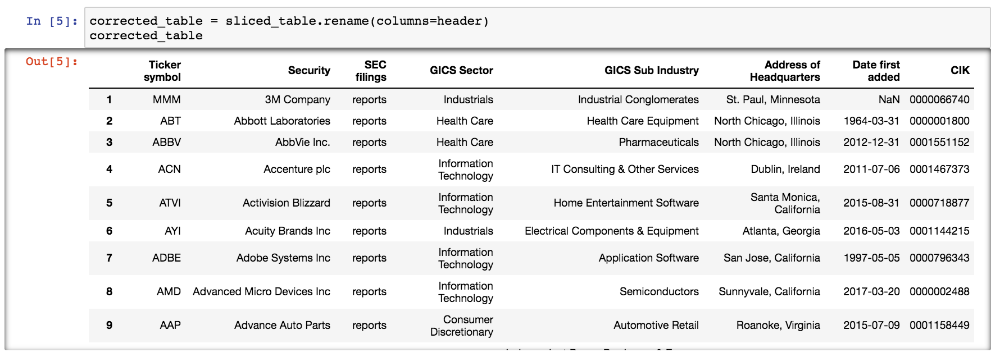 In [5]: corrected_table = sliced_table.rename(columns=header)
corrected_table
Out[5]:
Ticker symbol Security SEC filings GICS Sector GICS Sub Industry Address of Headquarters Date first added CIK
1 MMM 3M Company reports Industrials Industrial Conglomerates St. Paul, Minnesota NaN 0000066740
2 ABT Abbott Laboratories reports Health Care Health Care Equipment North Chicago, Illinois 1964-03-31 0000001800
3 ABBV AbbVie Inc. reports Health Care Pharmaceuticals North Chicago, Illinois 2012-12-31 0001551152
4 ACN Accenture plc reports Information Technology IT Consulting & Other Services Dublin, Ireland 2011-07-06 0001467373
5 ATVI Activision Blizzard reports Information Technology Home Entertainment Software Santa Monica, California 2015-08-31 0000718877
6 AYI Acuity Brands Inc reports Industrials Electrical Components & Equipment Atlanta, Georgia 2016-05-03 0001144215
7 ADBE Adobe Systems Inc reports Information Technology Application Software San Jose, California 1997-05-05 0000796343
8 AMD Advanced Micro Devices Inc reports Information Technology Semiconductors Sunnyvale, California 2017-03-20 0000002488
9 AAP Advance Auto Parts reports Consumer Discretionary Automotive Retail Roanoke, Virginia 2015-07-09 0001158449